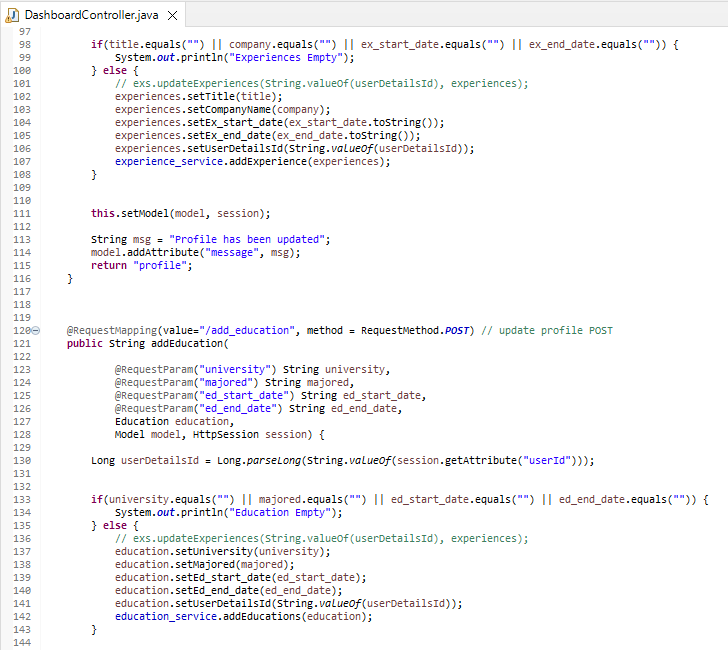 DashboardController.java
97
98 if(title.equals("") || company.equals("") || ex_start_date.equals("") || ex_end_date.equals("")) {
99 System.out.println("Experiences Empty");
100 } else {
101 // exs.updateExperiences(String.valueOf(userDetailsId), experiences);
102 experiences.setTitle(title);
103 experiences.setCompanyName(company);
104 experiences.setEx_start_date(ex_start_date.toString());
105 experiences.setEx_end_date(ex_end_date.toString());
106 experiences.setUserDetailsId(String.valueOf(userDetailsId));
107 experience_service.addExperience(experiences);
108 }
109
110
111 this.setModel(model, session);
112
113 String msg = "Profile has been updated";
114 model.addAttribute("message", msg);
115 return "profile";
116 }
117
118
119
120 @RequestMapping(value="/add_education", method = RequestMethod.POST) // update profile POST
121 public String addEducation(
122
123 @RequestParam("university") String university,
124 @RequestParam("majored") String majored,
125 @RequestParam("ed_start_date") String ed_start_date,
126 @RequestParam("ed_end_date") String ed_end_date,
127 Education education,
128 Model model, HttpSession session) {
129
130 Long userDetailsId = Long.parseLong(String.valueOf(session.getAttribute("userId")));
131
132
133 if(university.equals("") || majored.equals("") || ed_start_date.equals("") || ed_end_date.equals("")) {
134 System.out.println("Education Empty");
135 } else {
136 // exs.updateExperiences(String.valueOf(userDetailsId), experiences);
137 education.setUniversity(university);
138 education.setMajored(majored);
139 education.setEd_start_date(ed_start_date);
140 education.setEd_end_date(ed_end_date);
141 education.setUserDetailsId(String.valueOf(userDetailsId));
142 education_service.addEducations(education);
143 }
144